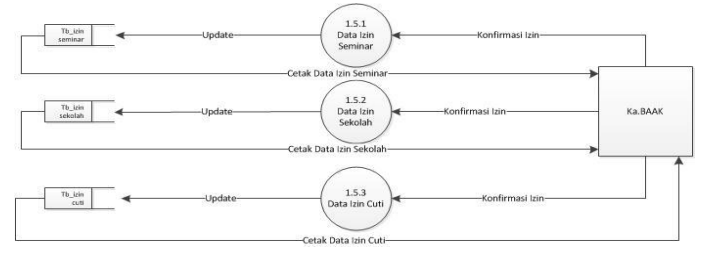 Tb_izin
seminar
Update
1.5.1
Data Izin
Seminar
Konfirmasi Izin
Cetak Data Izin Seminar
Tb_izin
sekolah
Update
1.5.2
Data Izin
Sekolah
Konfirmasi Izin
Ka.BAAK
Cetak Data Izin Sekolah
Tb_izin
cuti
Update
1.5.3
Data Izin Cuti
Konfirmasi Izin
Cetak Data Izin Cuti